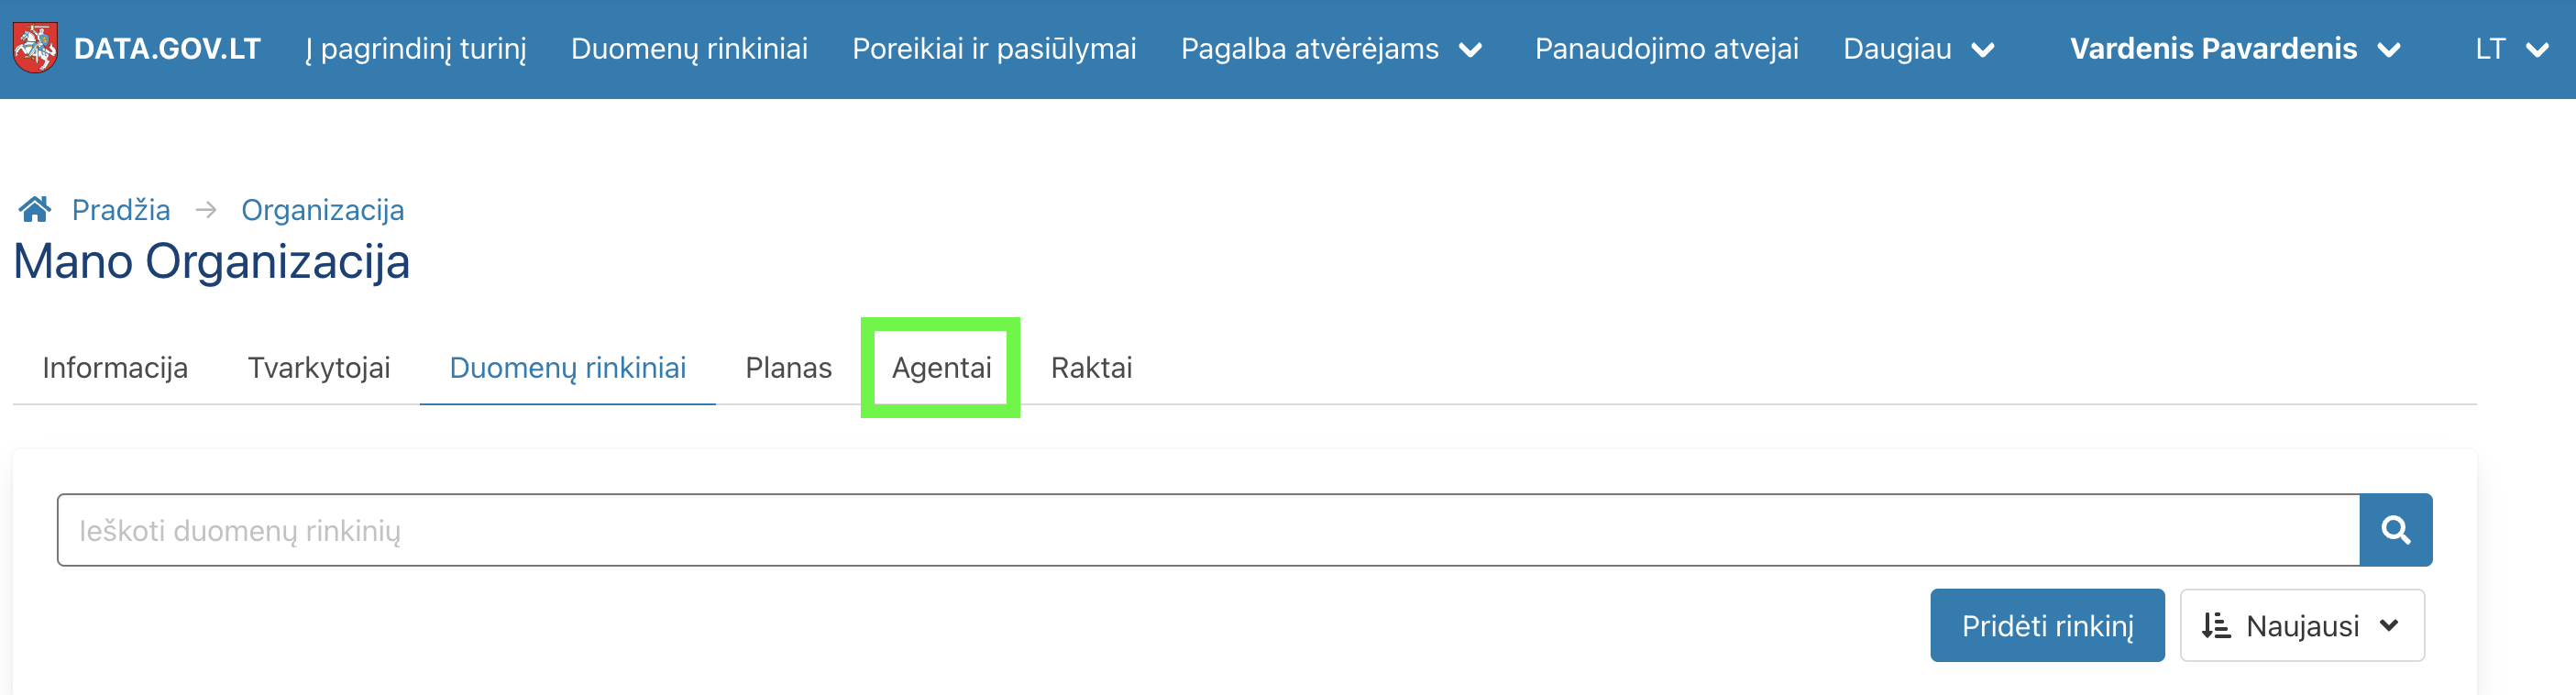 DATA.GOV.LT Į pagrindinį turinį Duomenų rinkiniai Poreikiai ir pasiūlymai Pagalba atvėrėjams Panaudojimo atvejai Daugiau Vardenis Pavardenis LT
Pradžia → Organizacija
Mano Organizacija
Informacija Tvarkytojai Duomenų rinkiniai Planas Agentai Raktai
Ieškoti duomenų rinkinių
Pridėti rinkinį Naujausi